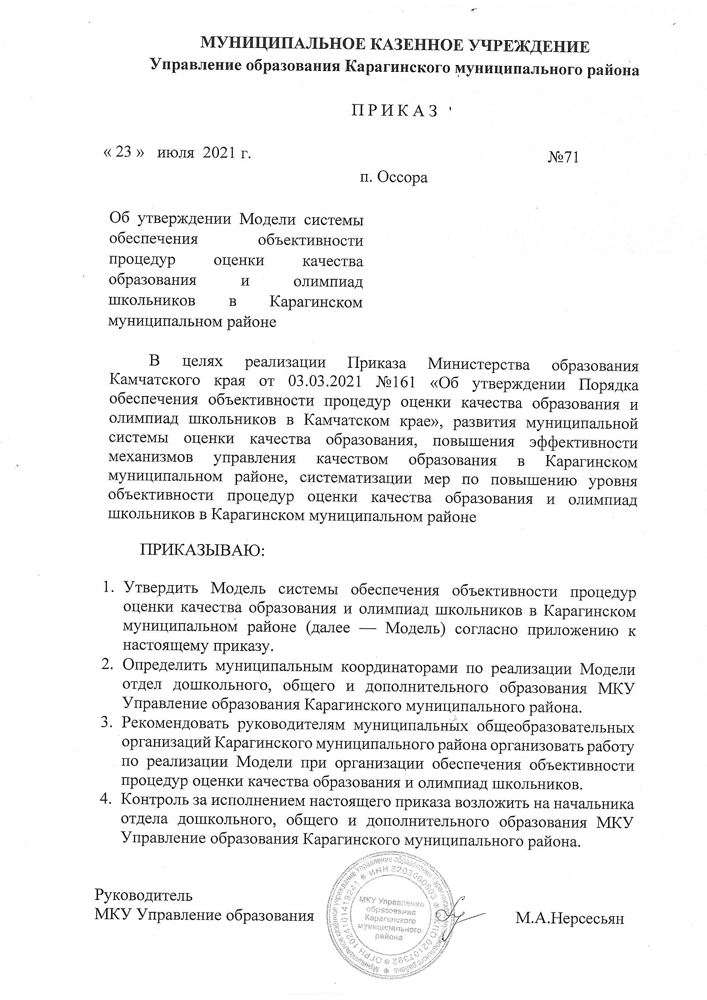 МУНИЦИПАЛЬНОЕ КАЗЕННОЕ УЧРЕЖДЕНИЕ
Управление образования Карагинского муниципального района
П Р И К А З
« 23 » июля 2021 г. №71
п. Оссора
Об утверждении Модели системы
обеспечения объективности
процедур оценки качества
образования и олимпиад
школьников в Карагинском
муниципальном районе
В целях реализации Приказа Министерства образования
Камчатского края от 03.03.2021 №161 «Об утверждении Порядка
обеспечения объективности процедур оценки качества образования и
олимпиад школьников в Камчатском крае», развития муниципальной
системы оценки качества образования, повышения эффективности
механизмов управления качеством образования в Карагинском
муниципальном районе, систематизации мер по повышению уровня
объективности процедур оценки качества образования и олимпиад
школьников в Карагинском муниципальном районе
ПРИКАЗЫВАЮ:
1. Утвердить Модель системы обеспечения объективности процедур
оценки качества образования и олимпиад школьников в Карагинском
муниципальном районе (далее — Модель) согласно приложению к
настоящему приказу.
2. Определить муниципальным координаторами по реализации Модели
отдел дошкольного, общего и дополнительного образования МКУ
Управление образования Карагинского муниципального района.
3. Рекомендовать руководителям муниципальных общеобразовательных
организаций Карагинского муниципального района организовать работу
по реализации Модели при организации обеспечения объективности
процедур оценки качества образования и олимпиад школьников.
4. Контроль за исполнением настоящего приказа возложить на начальника
отдела дошкольного, общего и дополнительного образования МКУ
Управление образования Карагинского муниципального района.
Руководитель
МКУ Управление образования М.А.Нерсесьян
Муниципальное казённое учреждение Управление образования Карагинского муниципального района *
ОГРН 1024101418241 * ИНН 8203000603 * ОКПО 02107392 *
МКУ Управление
образования
Карагинского
муниципального
района